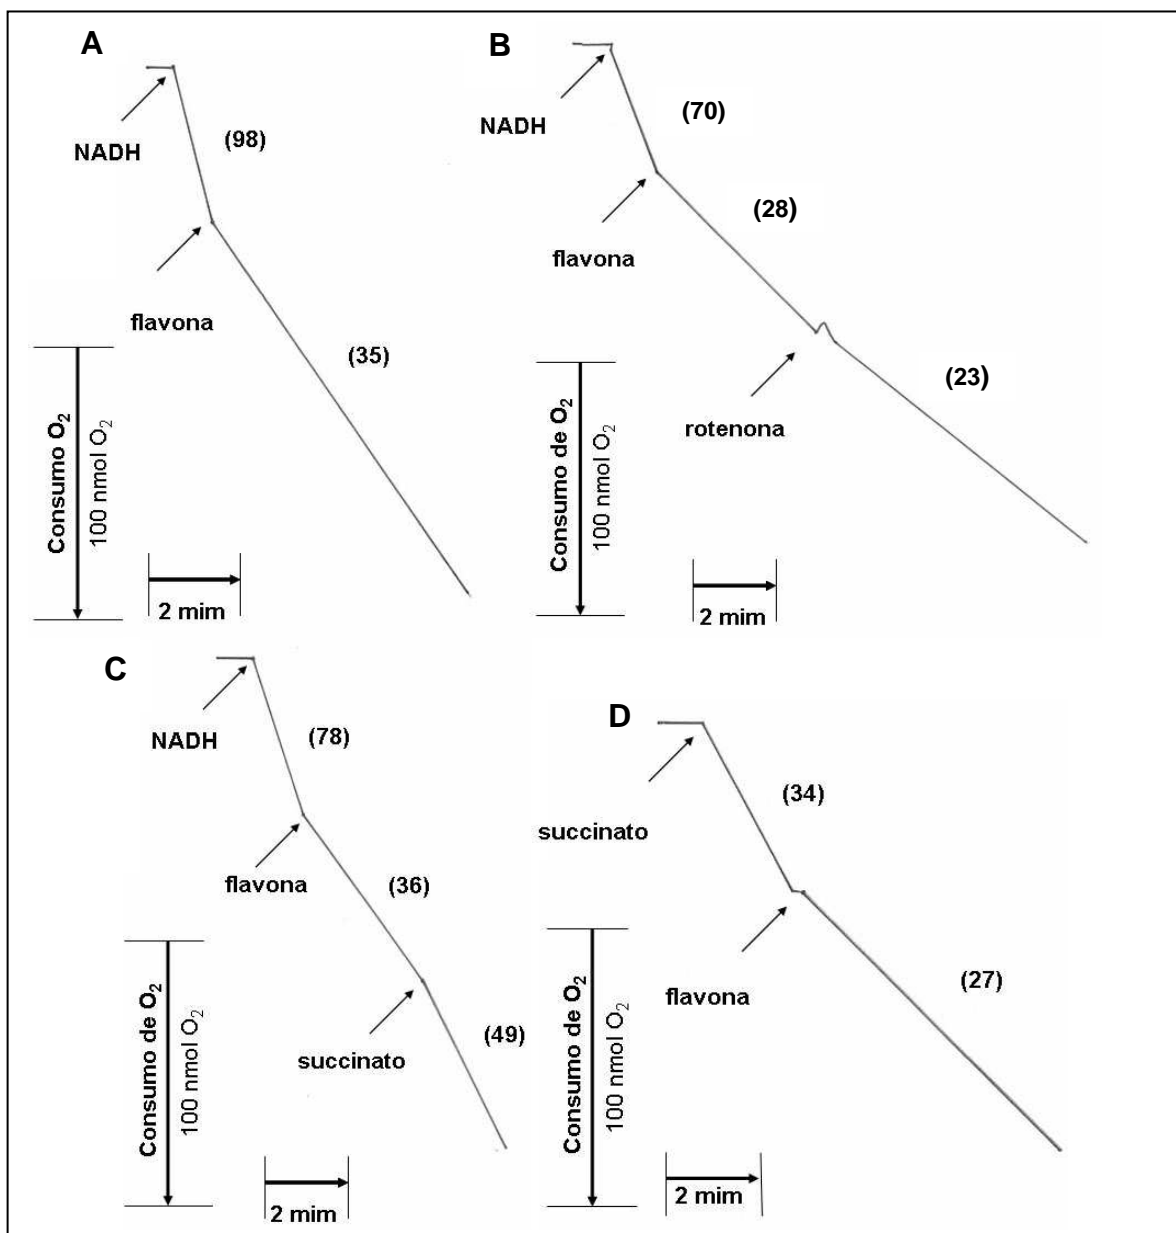 A
NADH
(98)
flavona
(35)
Consumo O₂
100 nmol O₂
2 mim
B
NADH
(70)
flavona
(28)
rotenona
(23)
Consumo de O₂
100 nmol O₂
2 mim
C
NADH
(78)
flavona
(36)
succinato
(49)
Consumo de O₂
100 nmol O₂
2 mim
D
succinato
(34)
flavona
(27)
Consumo de O₂
100 nmol O₂
2 mim